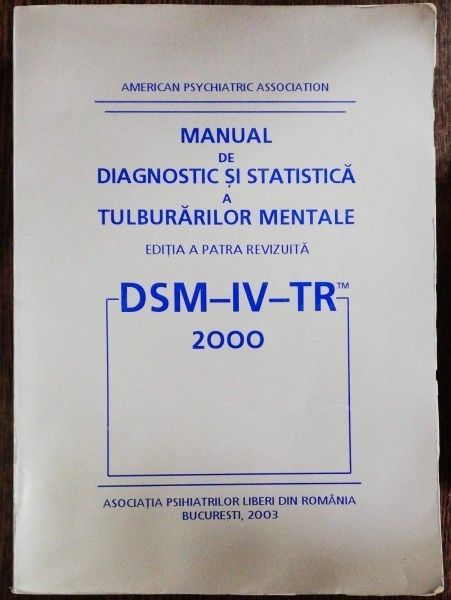 AMERICAN PSYCHIATRIC ASSOCIATION
MANUAL
DE
DIAGNOSTIC ȘI STATISTICĂ
A
TULBURĂRILOR MENTALE
EDIȚIA A PATRA REVIZUITĂ
DSM–IV–TR™
2000
ASOCIAȚIA PSIHIATRILOR LIBERI DIN ROMÂNIA
BUCUREȘTI, 2003